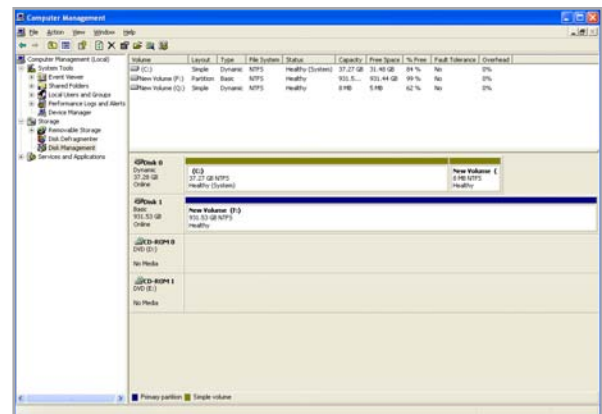 Computer Management
File Action View Window Help
Computer Management (Local)
System Tools
Event Viewer
Shared Folders
Local Users and Groups
Performance Logs and Alerts
Device Manager
Storage
Removable Storage
Disk Defragmenter
Disk Management
Services and Applications
Volume Layout Type File System Status Capacity Free Space % Free Fault Tolerance Overhead
(C:) Simple Dynamic NTFS Healthy (System) 37.27 GB 31.48 GB 84 % No 0%
New Volume (F:) Partition Basic NTFS Healthy 931.5... 931.44 GB 99 % No 0%
New Volume (Q:) Simple Dynamic NTFS Healthy 8 MB 5 MB 62 % No 0%
Disk 0
Dynamic
37.28 GB
Online
(C:)
37.27 GB NTFS
Healthy (System)
New Volume (
8 MB NTFS
Healthy
Disk 1
Basic
931.53 GB
Online
New Volume (F:)
931.53 GB NTFS
Healthy
CD-ROM 0
DVD (D:)
No Media
CD-ROM 1
DVD (E:)
No Media
Primary partition Simple volume